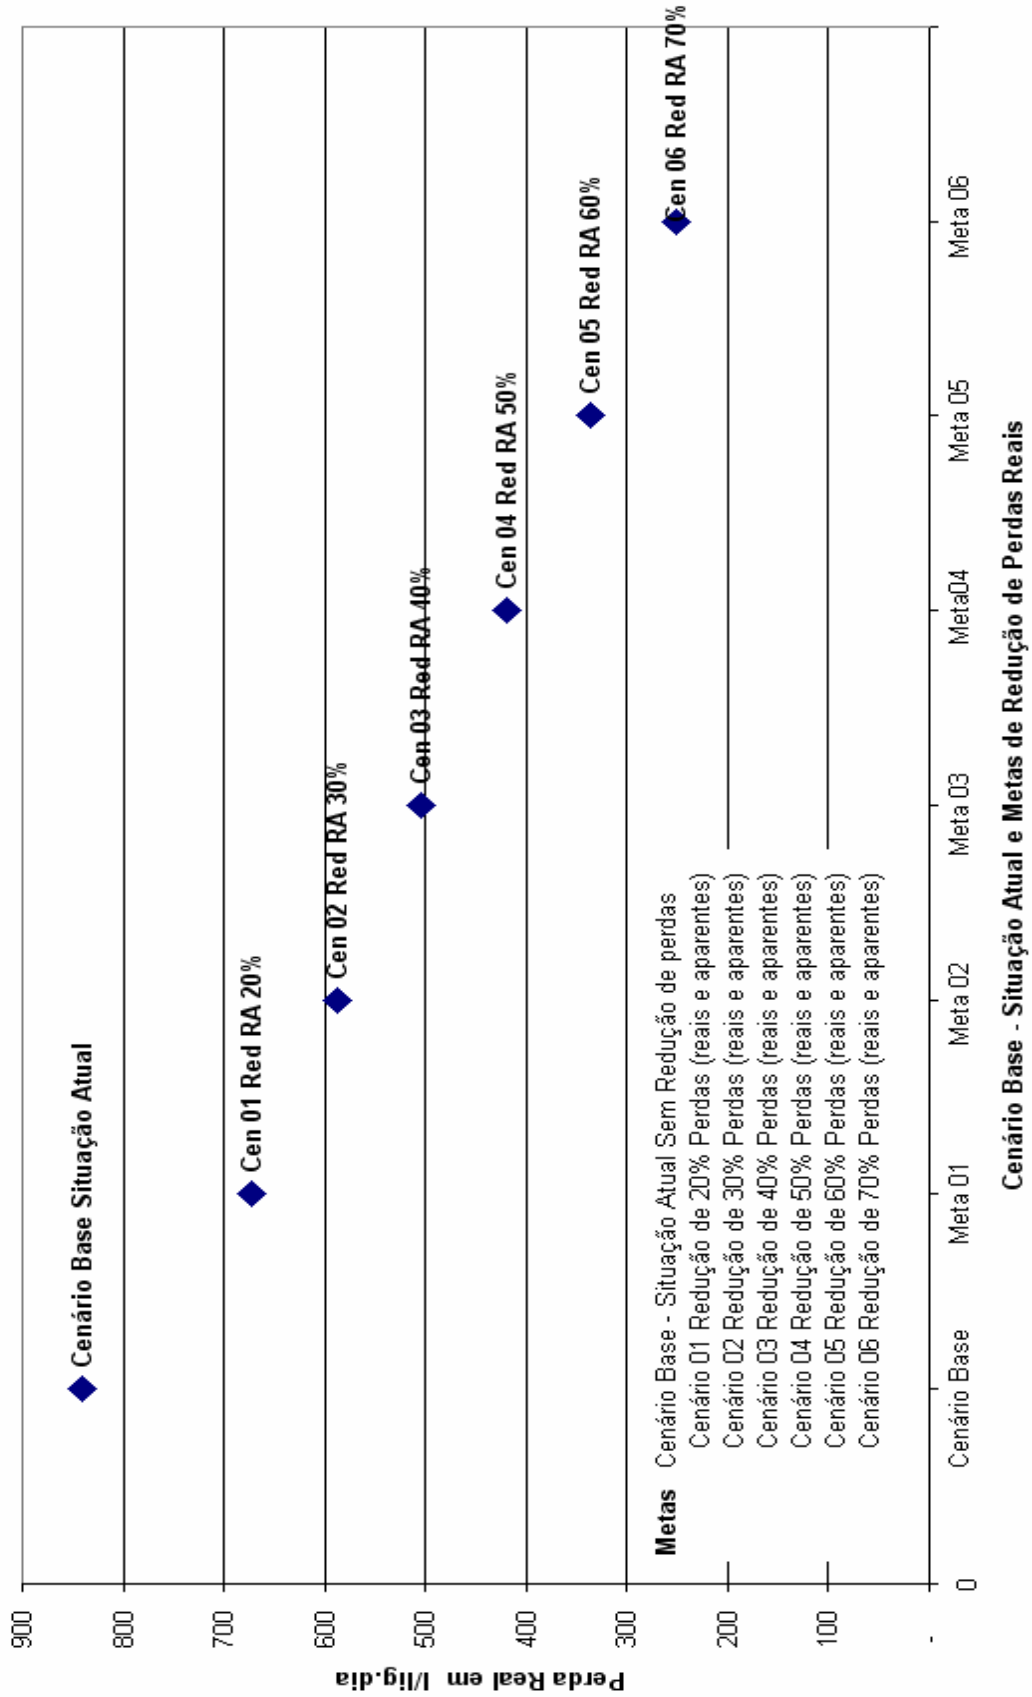 900
800
700
600
500
400
300
200
100
-
Perda Real em l/lig.dia
Cenário Base Situação Atual
Cen 01 Red RA 20%
Cen 02 Red RA 30%
Cen 03 Red RA 40%
Cen 04 Red RA 50%
Cen 05 Red RA 60%
Cen 06 Red RA 70%
Metas Cenário Base - Situação Atual Sem Redução de perdas
Cenário 01 Redução de 20% Perdas (reais e aparentes)
Cenário 02 Redução de 30% Perdas (reais e aparentes)
Cenário 03 Redução de 40% Perdas (reais e aparentes)
Cenário 04 Redução de 50% Perdas (reais e aparentes)
Cenário 05 Redução de 60% Perdas (reais e aparentes)
Cenário 06 Redução de 70% Perdas (reais e aparentes)
0 Cenário Base Meta 01 Meta 02 Meta 03 Meta04 Meta 05 Meta 06
Cenário Base - Situação Atual e Metas de Redução de Perdas Reais